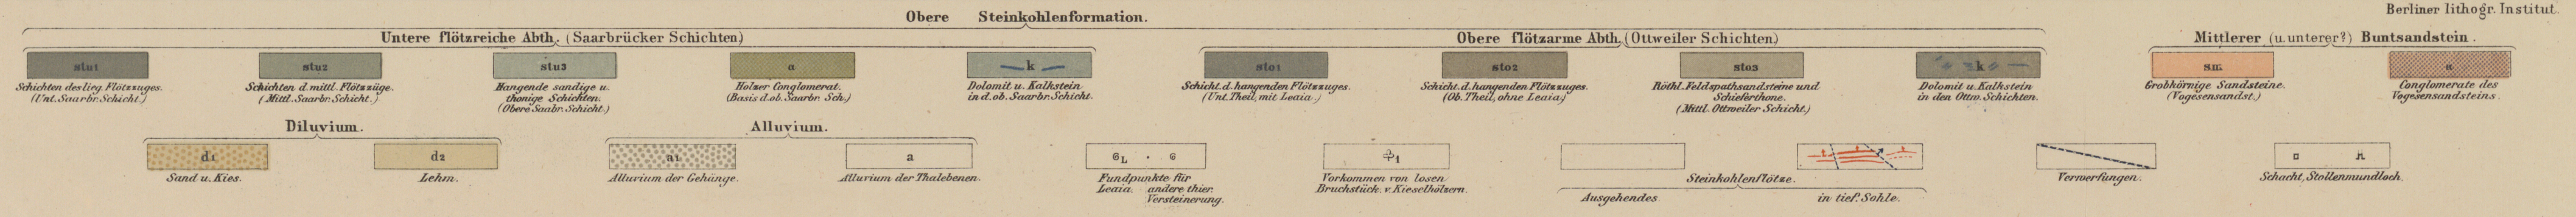 Obere Steinkohlenformation.
Berliner lithogr. Institut.
Untere flötzreiche Abth. (Saarbrücker Schichten)
Obere flötzarme Abth. (Ottweiler Schichten)
Mittlerer (u. unterer?) Buntsandstein.
stu1
Schichten des lieg. Flötzzuges.
(Unt. Saarbr. Schicht.)
stu2
Schichten d. mittl. Flötzzüge.
(Mittl. Saarbr. Schicht.)
stu3
Hangende sandige u.
thonige Schichten.
(Obere Saabr. Schicht.)
a
Holzer Conglomerat.
(Basis d. ob. Saarbr. Sch.)
k
Dolomit u. Kalkstein
in d. ob. Saarbr. Schicht.
sto1
Schicht. d. hangenden Flötzzuges.
(Unt. Theil, mit Leaia.)
sto2
Schicht. d. hangenden Flötzzuges.
(Ob. Theil, ohne Leaia.)
sto3
Röthl. Feldspathsandsteine und
Schieferthone.
(Mittl. Ottweiler Schicht.)
k
Dolomit u. Kalkstein
in den Ottw. Schichten.
sm
Grobkörnige Sandsteine.
(Vogesensandst.)
Conglomerate des
Vogesensandsteins.
Diluvium.
Alluvium.
d1
Sand u. Kies.
d2
Lehm.
a1
Alluvium der Gehänge.
a
Alluvium der Thalebenen.
L
Fundpunkte für
Leaia. andere thier.
Versteinerung.
1
Vorkommen von losen
Bruchstück. v. Kieselhölzern.
Steinkohlenflötze.
Ausgehendes
in tief. Sohle.
Verwerfungen.
Schacht, Stollenmundloch.